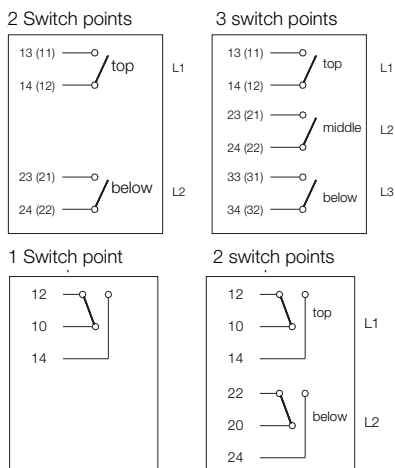 2 Switch points
13 (11)
top
L1
14 (12)
23 (21)
below
L2
24 (22)
3 switch points
13 (11)
top
L1
14 (12)
23 (21)
middle
L2
24 (22)
33 (31)
below
L3
34 (32)
1 Switch point
12
10
14
2 switch points
12
top
10
L1
14
22
below
20
L2
24